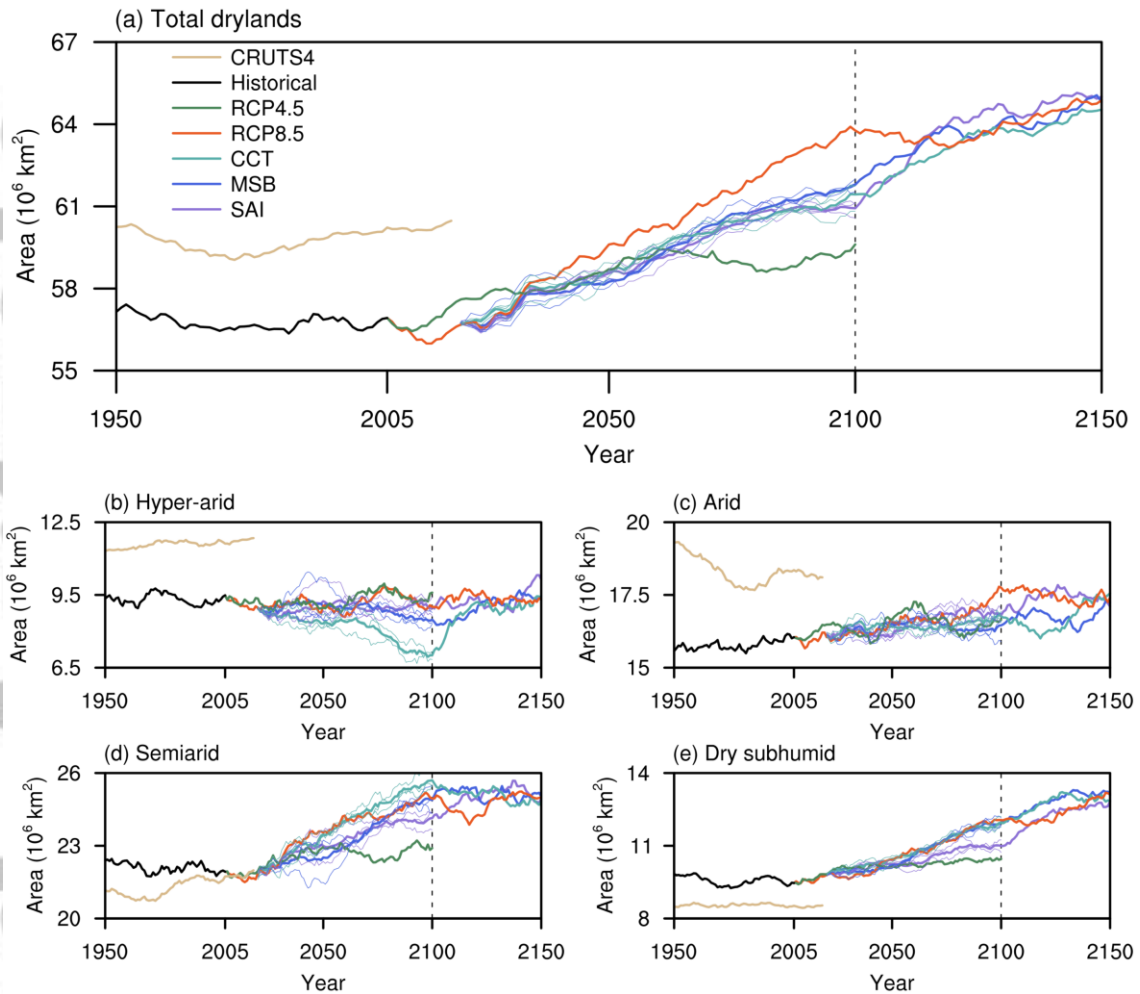 (a) Total drylands
67
64
61
58
55
Area (10⁶ km²)
CRUTS4
Historical
RCP4.5
RCP8.5
CCT
MSB
SAI
1950 2005 2050 2100 2150
Year
(b) Hyper-arid
12.5
9.5
6.5
Area (10⁶ km²)
1950 2005 2050 2100 2150
Year
(c) Arid
20
17.5
15
Area (10⁶ km²)
1950 2005 2050 2100 2150
Year
(d) Semiarid
26
23
20
Area (10⁶ km²)
1950 2005 2050 2100 2150
Year
(e) Dry subhumid
14
11
8
Area (10⁶ km²)
1950 2005 2050 2100 2150
Year